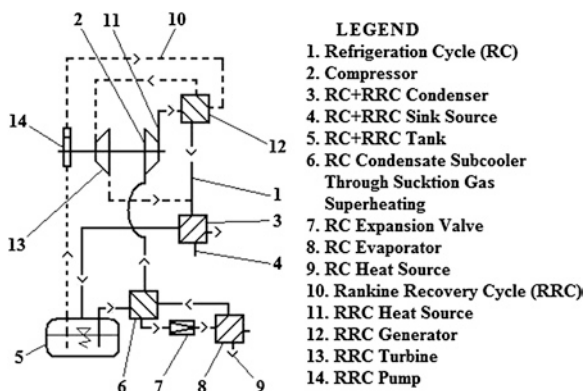 2
11
10
14
12
1
3
13
4
5
6
7
8
9
LEGEND
1. Refrigeration Cycle (RC)
2. Compressor
3. RC+RRC Condenser
4. RC+RRC Sink Source
5. RC+RRC Tank
6. RC Condensate Subcooler
Through Sucktion Gas
Superheating
7. RC Expansion Valve
8. RC Evaporator
9. RC Heat Source
10. Rankine Recovery Cycle (RRC)
11. RRC Heat Source
12. RRC Generator
13. RRC Turbine
14. RRC Pump